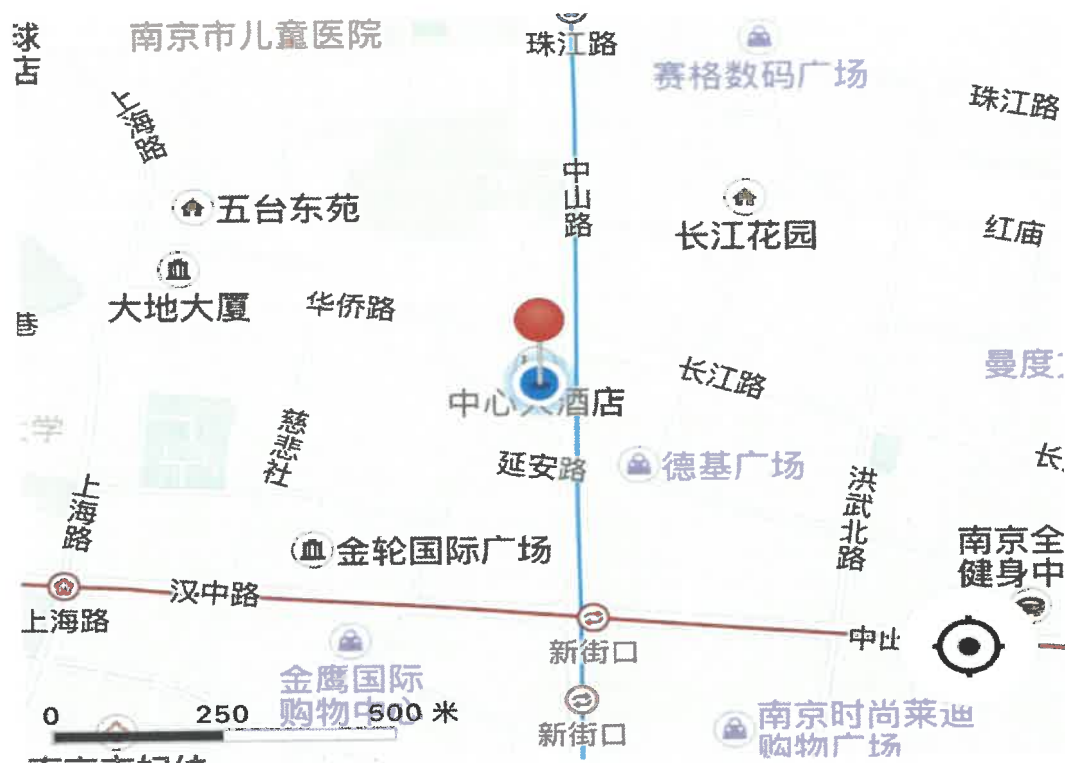 球
店
南京市儿童医院
珠江路
赛格数码广场
珠江路
上海路
中山路
五台东苑
长江花园
红庙
大地大厦
华侨路
巷
曼度
长江路
中心大酒店
学
慈悲社
延安路
德基广场
长
上海路
洪武北路
金轮国际广场
南京全
健身中
汉中路
上海路
新街口
中山
金鹰国际
购物中心
0 250 500 米
新街口
南京时尚莱迪
购物广场